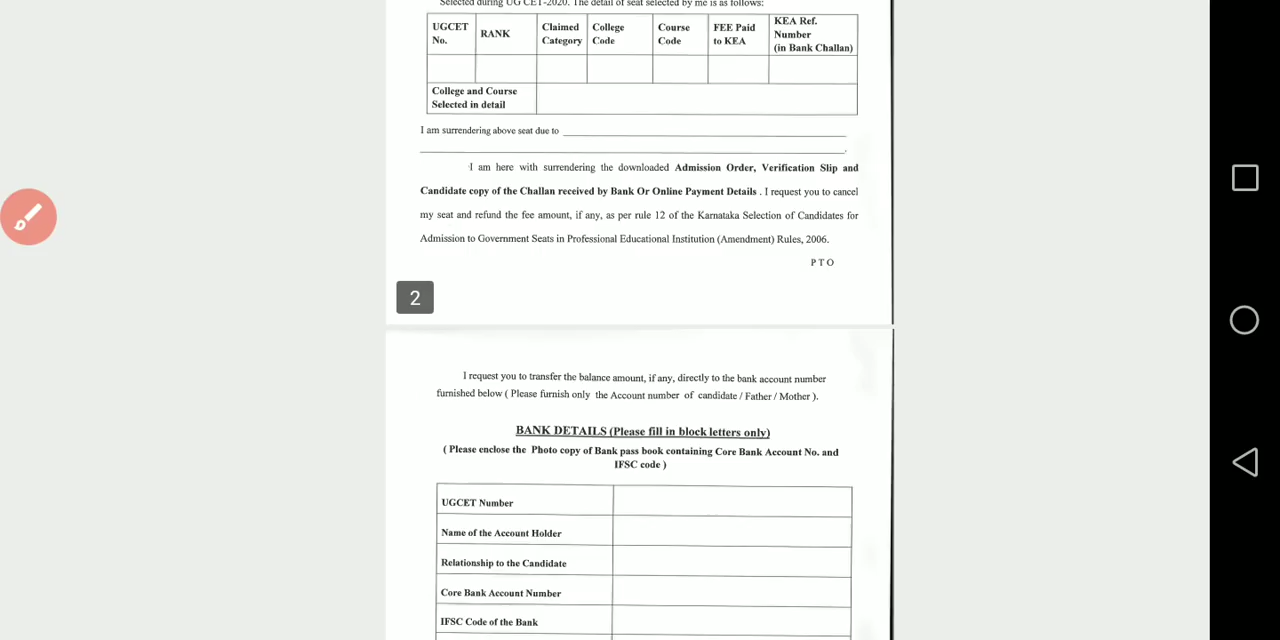 Selected during UG CET-2020. The detail of seat selected by me is as follows:
UGCET No. RANK Claimed Category College Code Course Code FEE Paid to KEA KEA Ref. Number (in Bank Challan)
College and Course Selected in detail
I am surrendering above seat due to
I am here with surrendering the downloaded Admission Order, Verification Slip and
Candidate copy of the Challan received by Bank Or Online Payment Details . I request you to cancel
my seat and refund the fee amount, if any, as per rule 12 of the Karnataka Selection of Candidates for
Admission to Government Seats in Professional Educational Institution (Amendment) Rules, 2006.
P T O
2
I request you to transfer the balance amount, if any, directly to the bank account number
furnished below ( Please furnish only the Account number of candidate / Father / Mother ).
BANK DETAILS (Please fill in block letters only)
( Please enclose the Photo copy of Bank pass book containing Core Bank Account No. and
IFSC code )
UGCET Number
Name of the Account Holder
Relationship to the Candidate
Core Bank Account Number
IFSC Code of the Bank